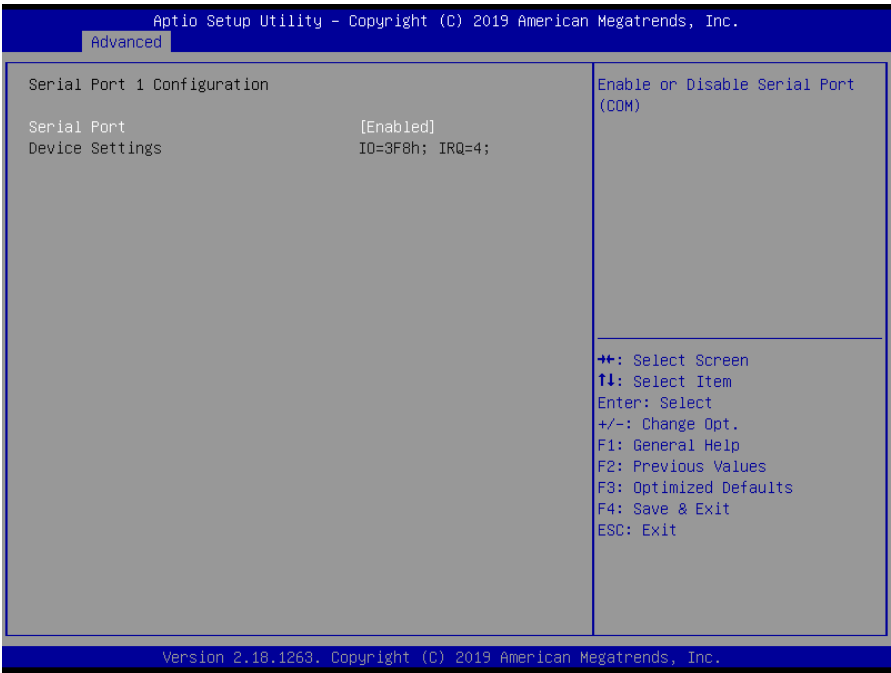 Aptio Setup Utility – Copyright (C) 2019 American Megatrends, Inc.
Advanced
Serial Port 1 Configuration
Serial Port [Enabled]
Device Settings IO=3F8h; IRQ=4;
Enable or Disable Serial Port
(COM)
→←: Select Screen
↑↓: Select Item
Enter: Select
+/-: Change Opt.
F1: General Help
F2: Previous Values
F3: Optimized Defaults
F4: Save & Exit
ESC: Exit
Version 2.18.1263. Copyright (C) 2019 American Megatrends, Inc.